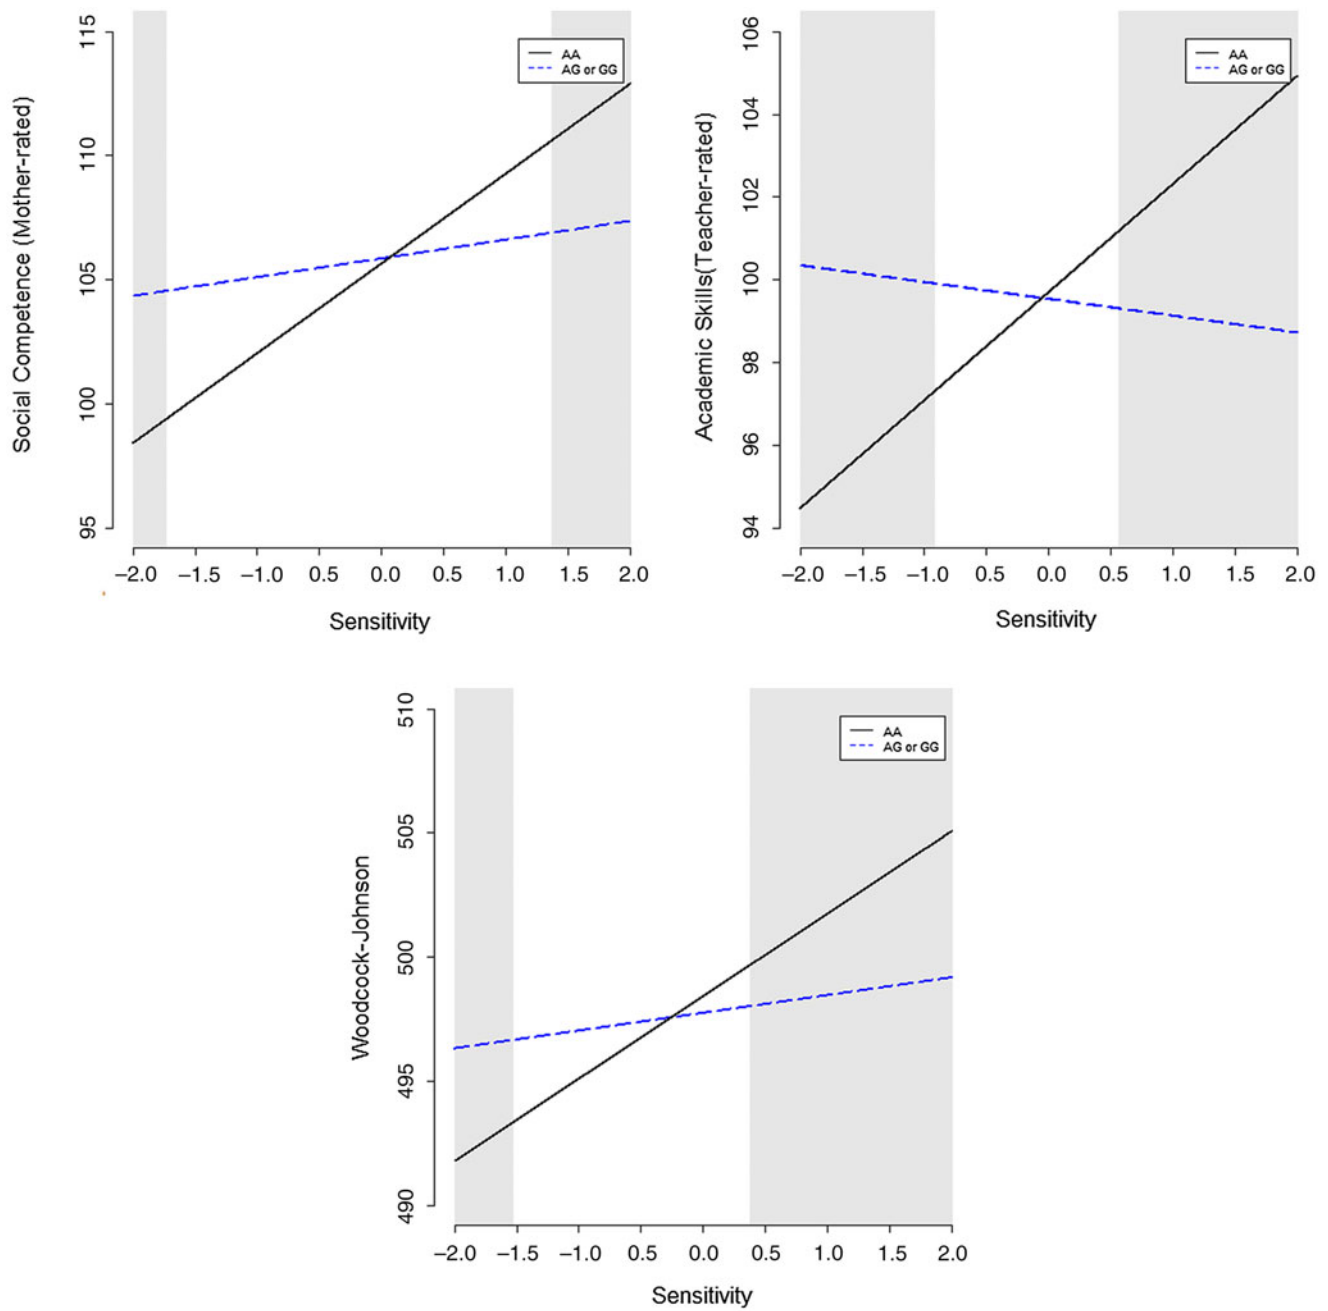 Social Competence (Mother-rated)
115
110
105
100
95
AA
AG or GG
−2.0 −1.5 −1.0 0.5 0.0 0.5 1.0 1.5 2.0
Sensitivity
Academic Skills(Teacher-rated)
106
104
102
100
98
96
94
AA
AG or GG
−2.0 −1.5 −1.0 0.5 0.0 0.5 1.0 1.5 2.0
Sensitivity
Woodcock-Johnson
510
505
500
495
490
AA
AG or GG
−2.0 −1.5 −1.0 0.5 0.0 0.5 1.0 1.5 2.0
Sensitivity